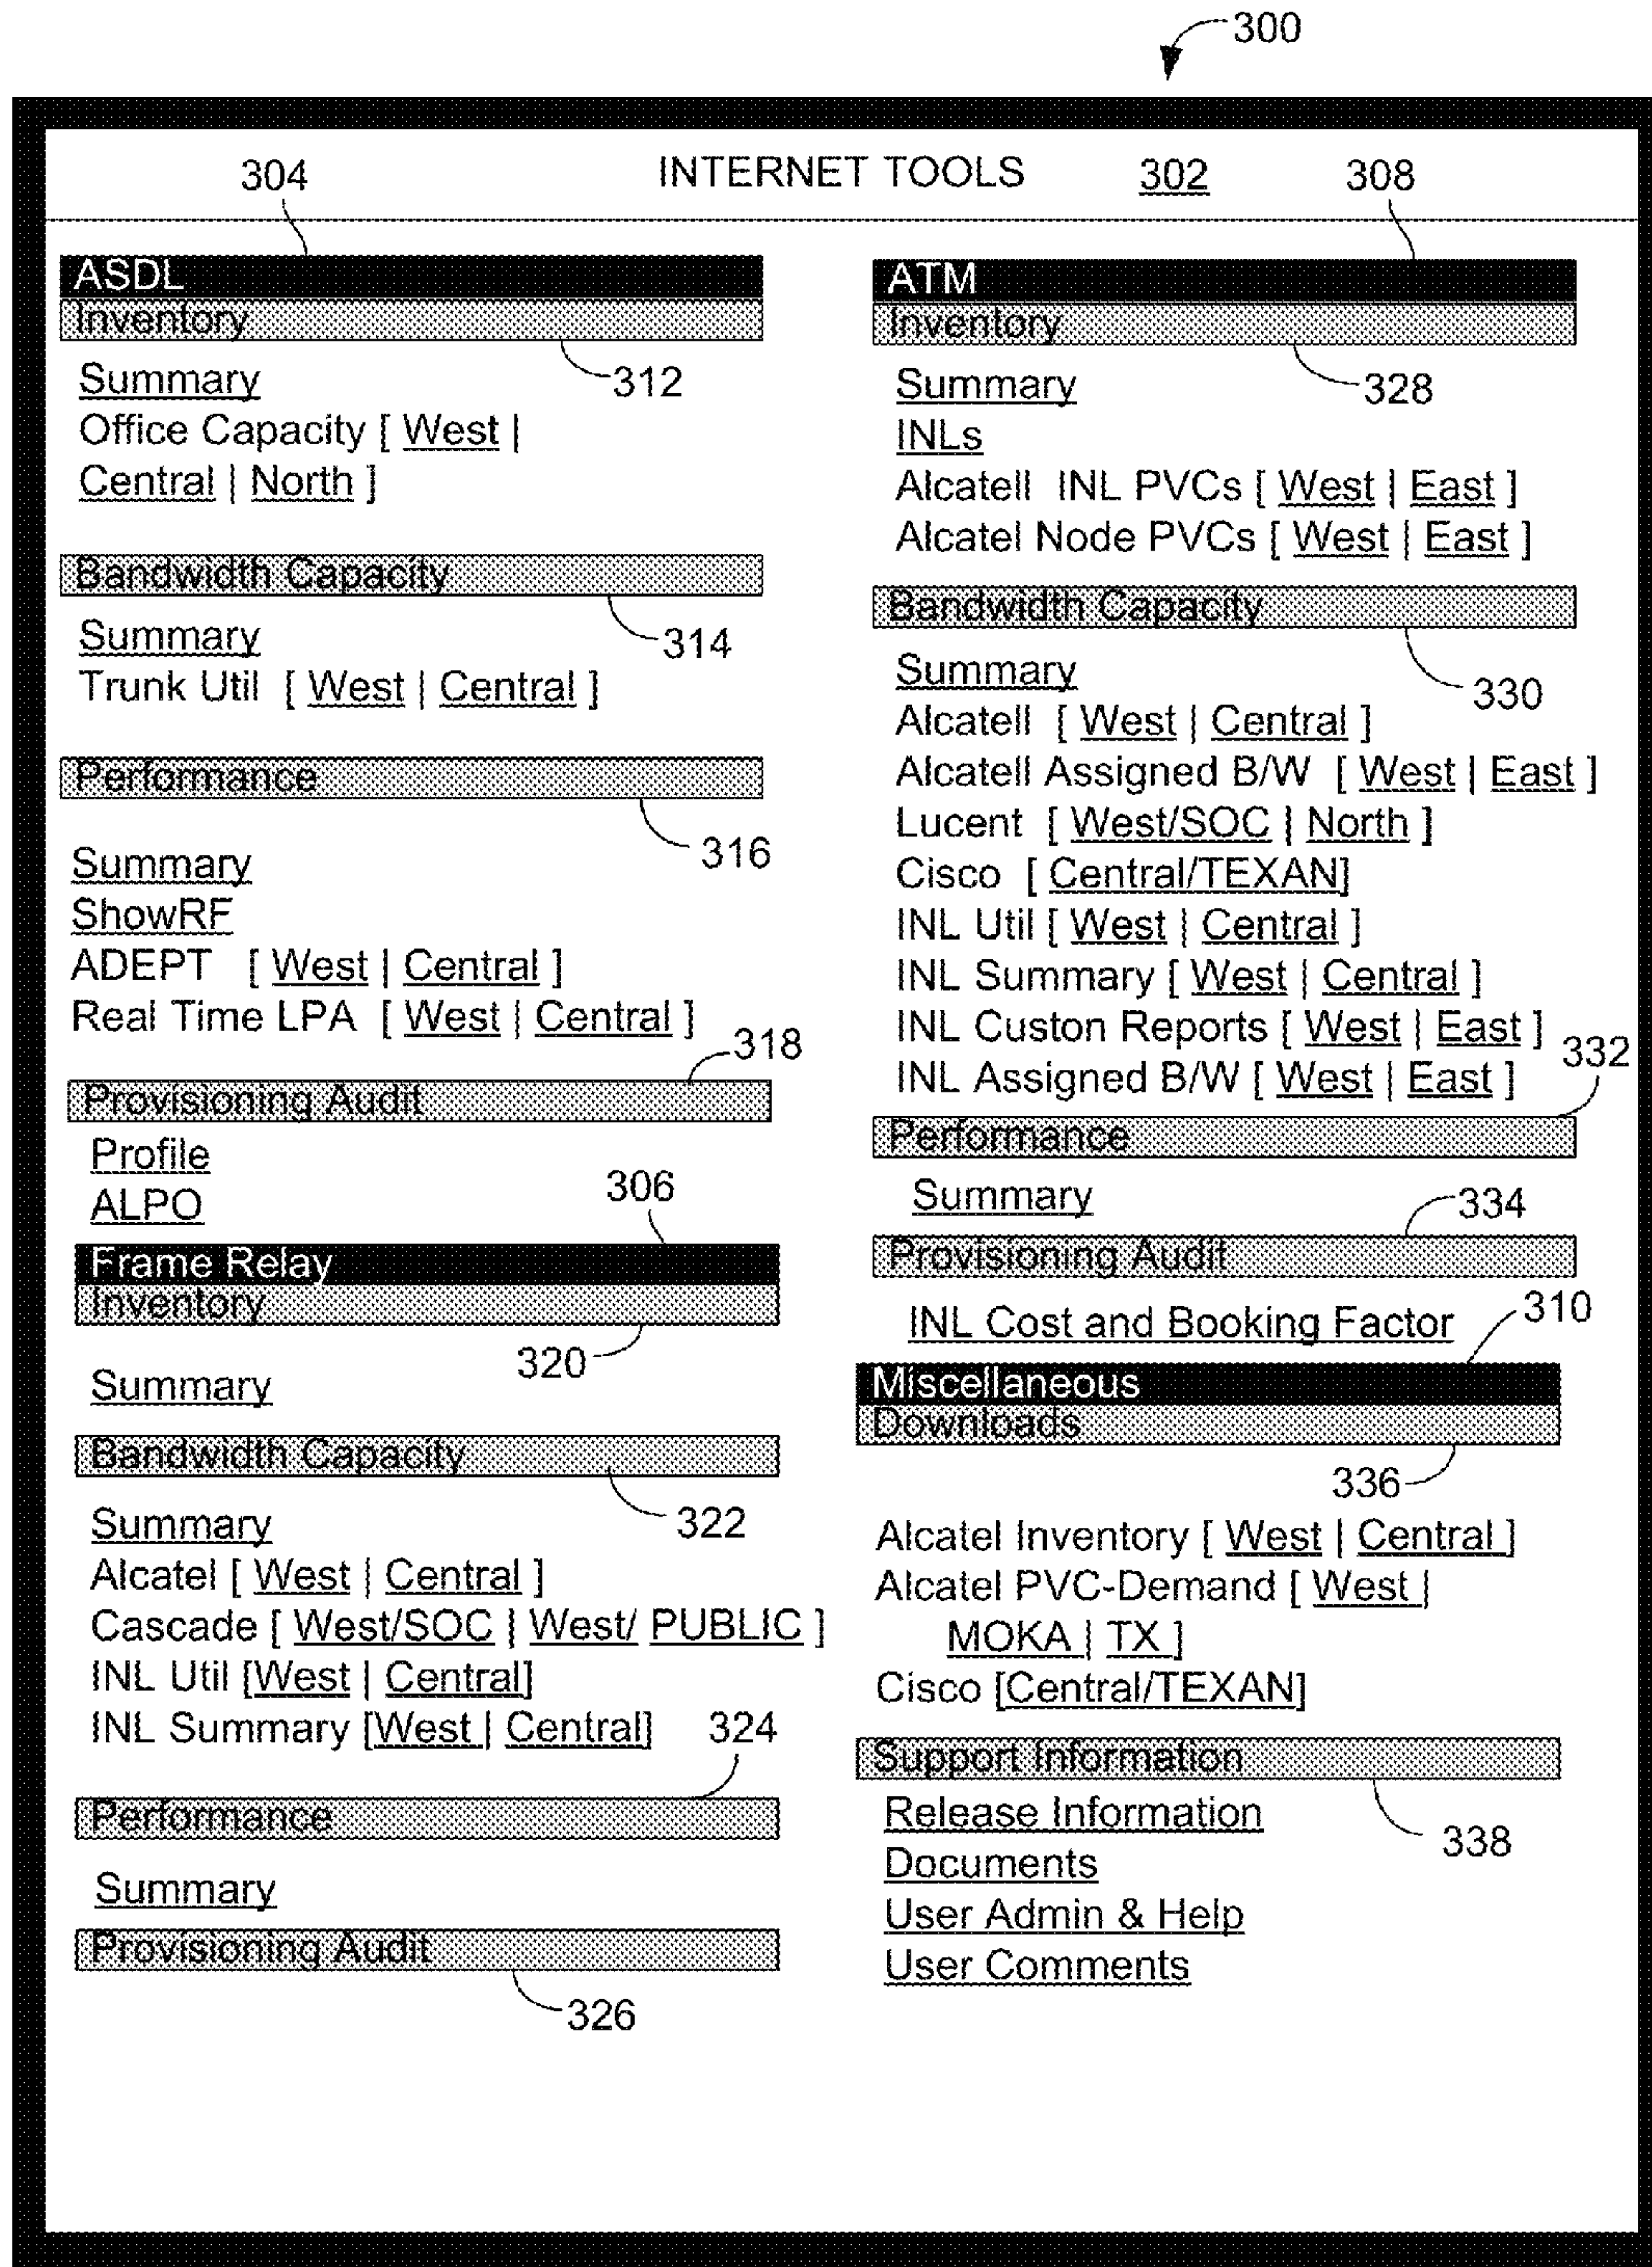 300
INTERNET TOOLS 302
304
308
ASDL
Inventory
312
Summary
Office Capacity [ West |
Central | North ]
Bandwidth Capacity
314
Summary
Trunk Util [ West | Central ]
Performance
316
Summary
ShowRF
ADEPT [ West | Central ]
Real Time LPA [ West | Central ]
318
Provisioning Audit
Profile
ALPO
306
Frame Relay
Inventory
320
Summary
Bandwidth Capacity
322
Summary
Alcatel [ West | Central ]
Cascade [ West/SOC | West/ PUBLIC ]
INL Util [West | Central]
INL Summary [West | Central]
324
Performance
Summary
Provisioning Audit
326
ATM
Inventory
328
Summary
INLs
Alcatell INL PVCs [ West | East ]
Alcatel Node PVCs [ West | East ]
Bandwidth Capacity
330
Summary
Alcatell [ West | Central ]
Alcatell Assigned B/W [ West | East ]
Lucent [ West/SOC | North ]
Cisco [ Central/TEXAN]
INL Util [ West | Central ]
INL Summary [ West | Central ]
INL Custon Reports [ West | East ]
332
INL Assigned B/W [ West | East ]
Performance
Summary
334
Provisioning Audit
INL Cost and Booking Factor
310
Miscellaneous
Downloads
336
Alcatel Inventory [ West | Central ]
Alcatel PVC-Demand [ West |
MOKA | TX ]
Cisco [Central/TEXAN]
Support Information
338
Release Information
Documents
User Admin & Help
User Comments